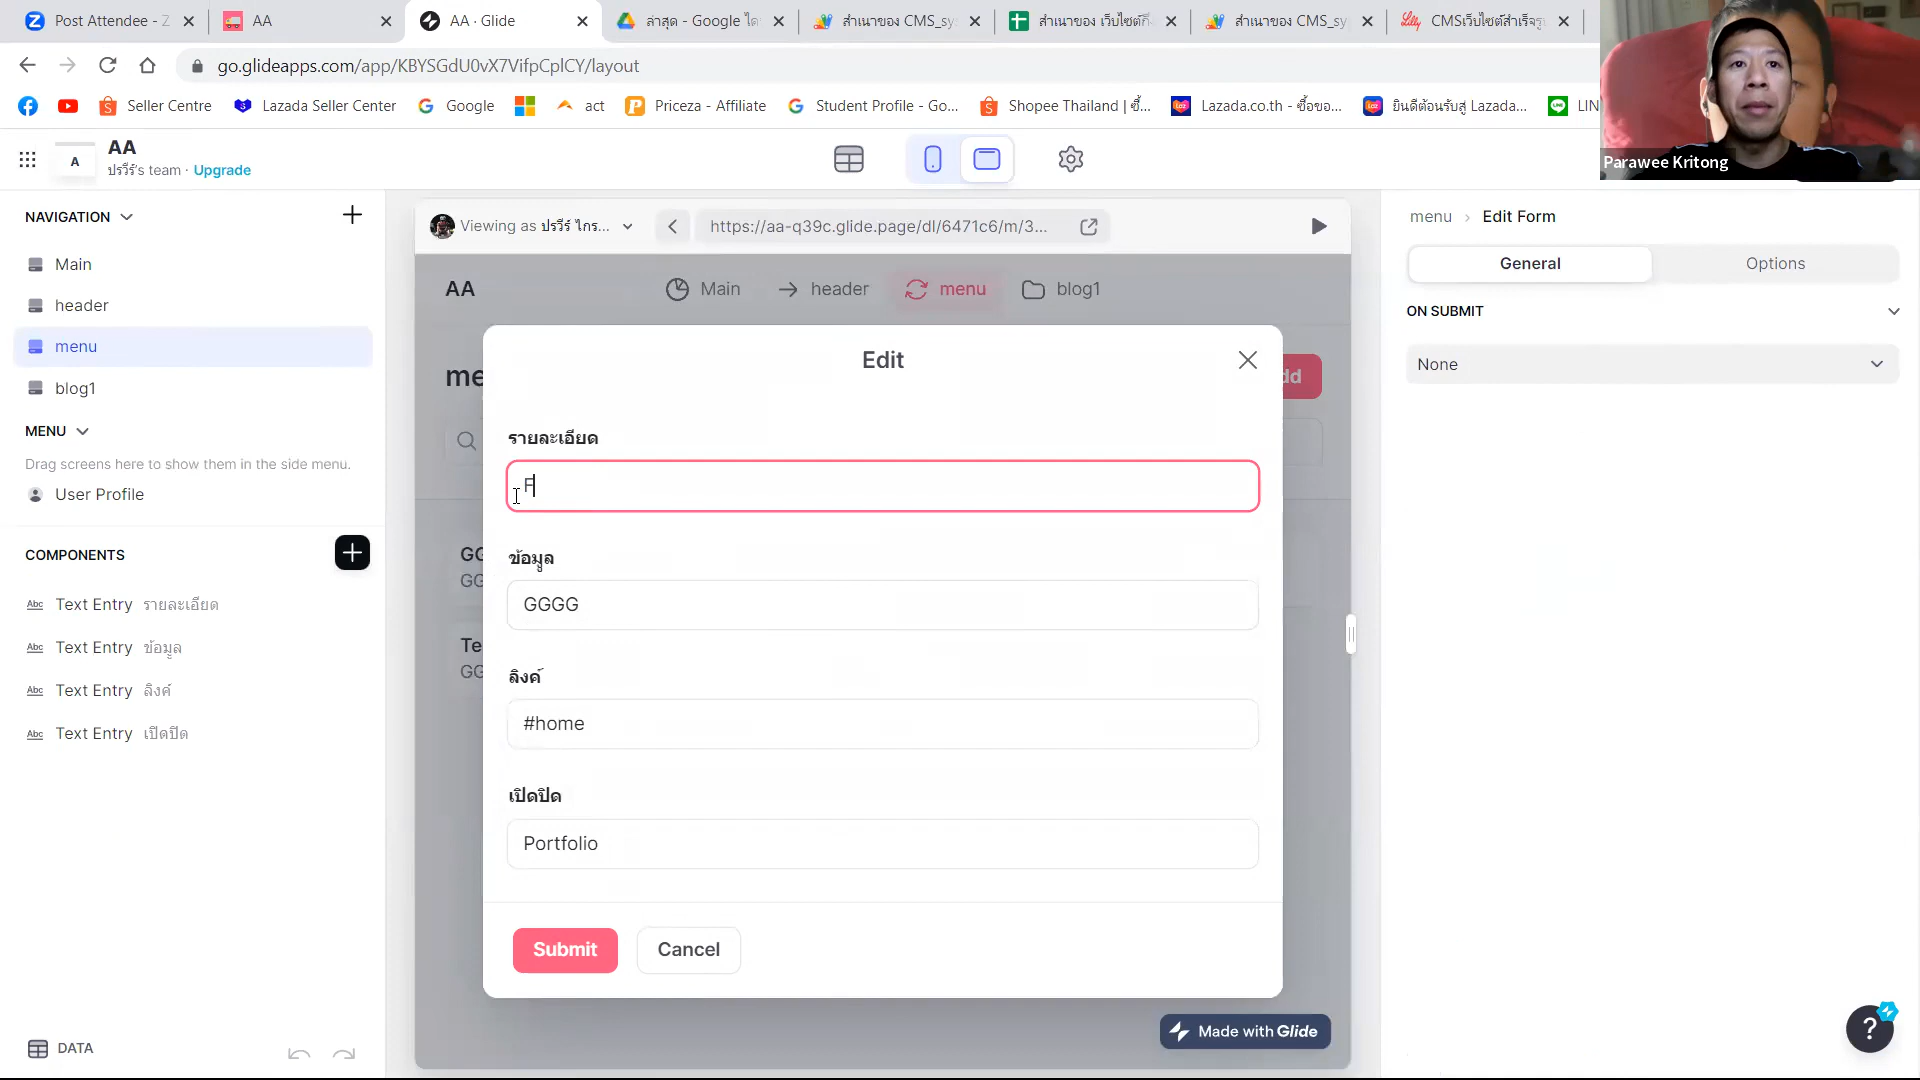 Post Attendee - Z
AA
AA · Glide
ล่าสุด - Google ไดร
สำเนาของ CMS_sy
สำเนาของ เว็บไซต์กึ่
สำเนาของ CMS_sy
CMSเว็บไซต์สำเร็จรูป
go.glideapps.com/app/KBYSGdU0vX7VifpCplCY/layout
Seller Centre
Lazada Seller Center
Google
act
Priceza - Affiliate
Student Profile - Go...
Shopee Thailand | ซื้...
Lazada.co.th - ซื้อขอ...
ยินดีต้อนรับสู่ Lazada...
LIN
Parawee Kritong
A
AA
ปรวีร์'s team · Upgrade
NAVIGATION
Main
header
menu
blog1
MENU
Drag screens here to show them in the side menu.
User Profile
COMPONENTS
Text Entry รายละเอียด
Text Entry ข้อมูล
Text Entry ลิงค์
Text Entry เปิดปิด
DATA
Viewing as ปรวีร์ ไกร...
https://aa-q39c.glide.page/dl/6471c6/m/3...
AA
Main
header
menu
blog1
me
dd
GG
GG
Te
GG
Edit
รายละเอียด
F
ข้อมูล
GGGG
ลิงค์
#home
เปิดปิด
Portfolio
Submit
Cancel
Made with Glide
menu › Edit Form
General
Options
ON SUBMIT
None
?